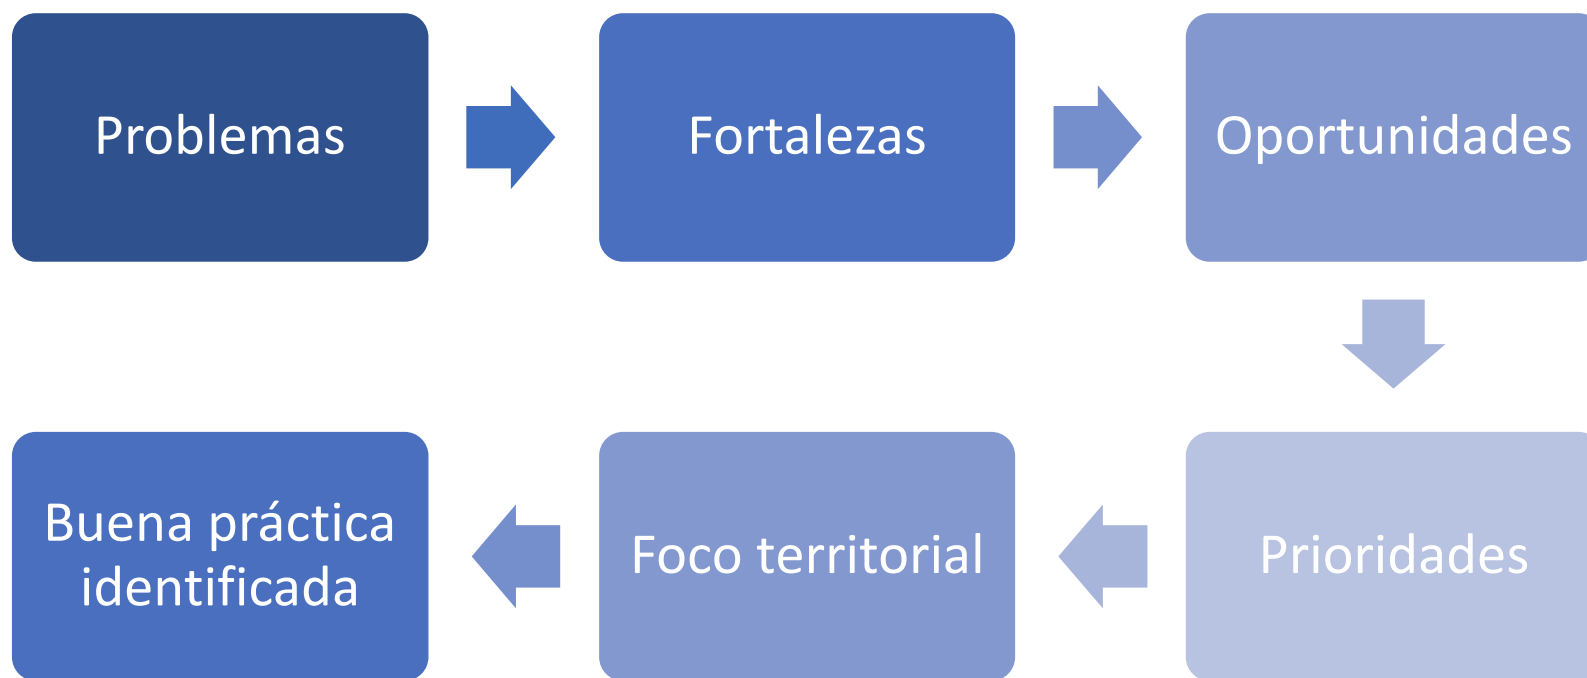 Problemas
Fortalezas
Oportunidades
Buena práctica
identificada
Foco territorial
Prioridades